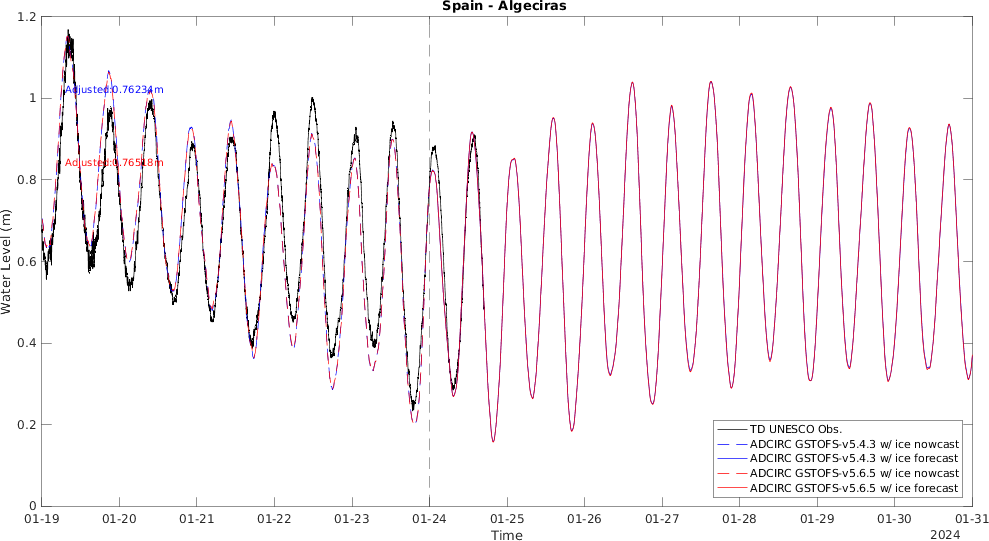 Spain - Algeciras
1.2
1
0.8
0.6
0.4
0.2
0
Water Level (m)
Adjusted:0.76234m
Adjusted:0.76518m
TD UNESCO Obs.
ADCIRC GSTOFS-v5.4.3 w/ ice nowcast
ADCIRC GSTOFS-v5.4.3 w/ ice forecast
ADCIRC GSTOFS-v5.6.5 w/ ice nowcast
ADCIRC GSTOFS-v5.6.5 w/ ice forecast
01-19 01-20 01-21 01-22 01-23 01-24 01-25 01-26 01-27 01-28 01-29 01-30 01-31
Time
2024